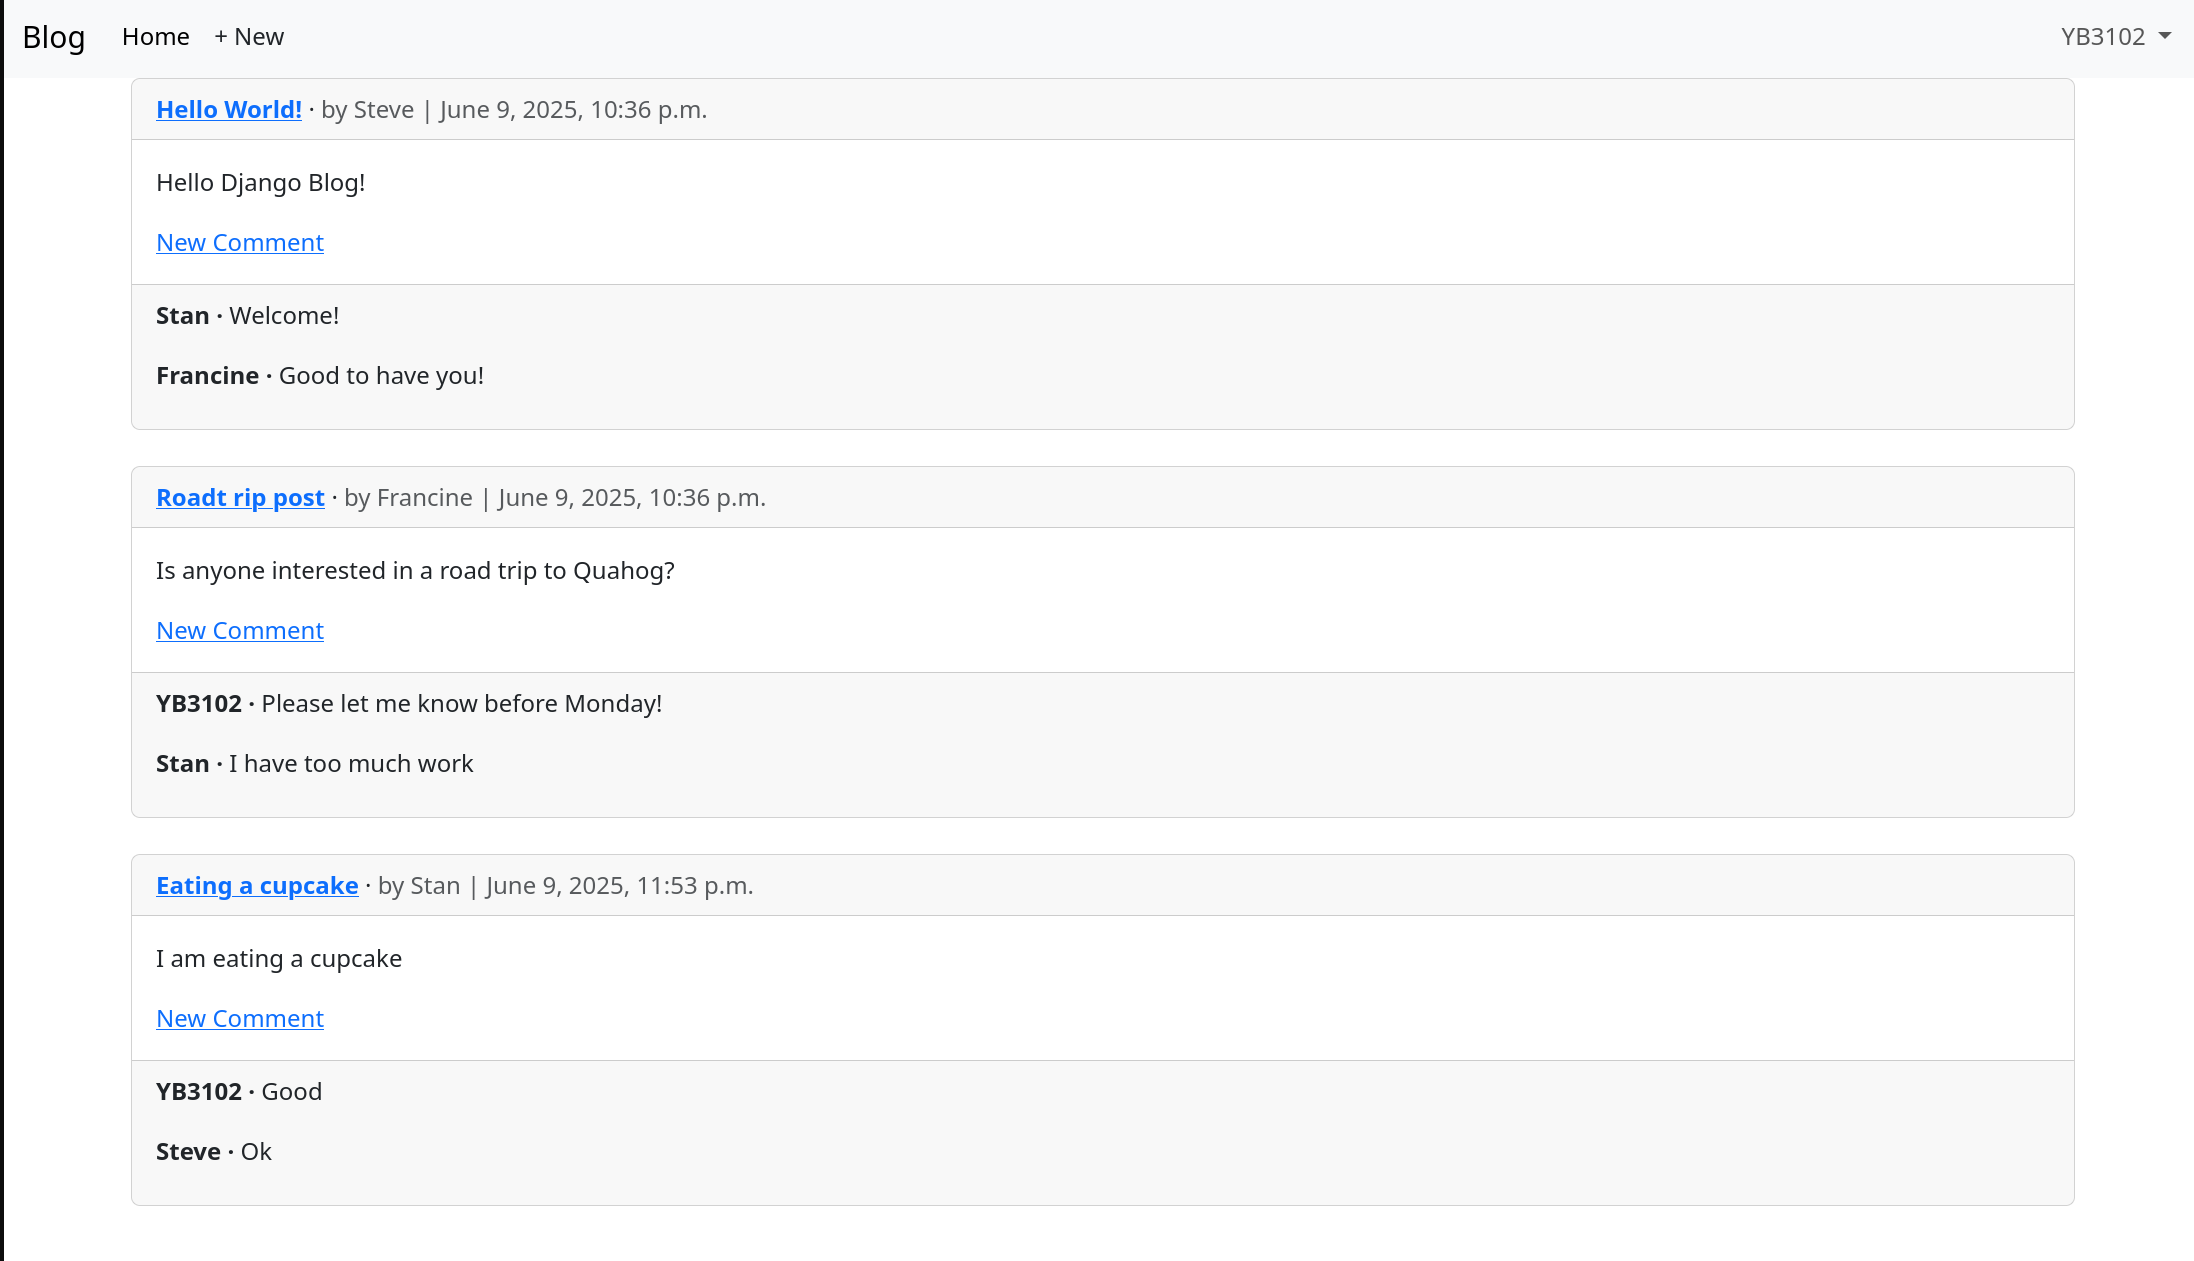 Blog Home + New YB3102
Hello World! · by Steve | June 9, 2025, 10:36 p.m.
Hello Django Blog!
New Comment
Stan · Welcome!
Francine · Good to have you!
Roadt rip post · by Francine | June 9, 2025, 10:36 p.m.
Is anyone interested in a road trip to Quahog?
New Comment
YB3102 · Please let me know before Monday!
Stan · I have too much work
Eating a cupcake · by Stan | June 9, 2025, 11:53 p.m.
I am eating a cupcake
New Comment
YB3102 · Good
Steve · Ok